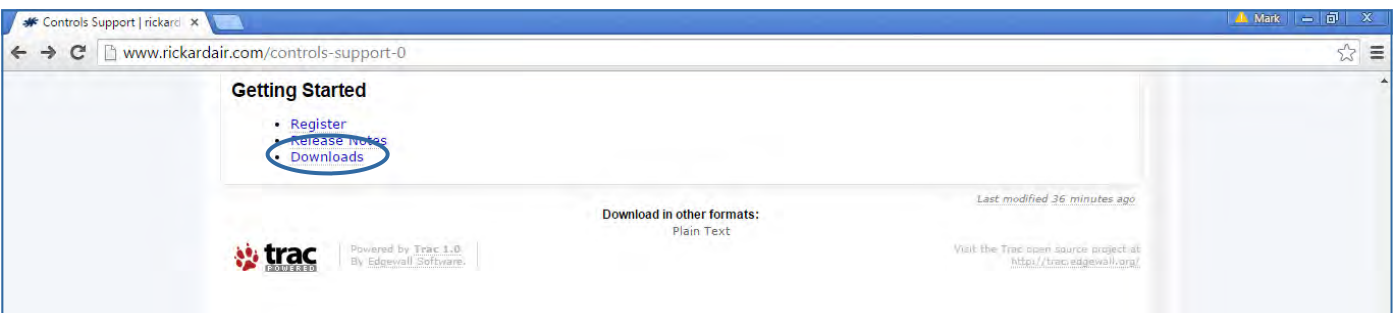 Controls Support | rickard
Mark
www.rickardair.com/controls-support-0
Getting Started
Register
Release Notes
Downloads
Last modified 36 minutes ago
Download in other formats:
Plain Text
trac
POWERED
Powered by Trac 1.0
By Edgewall Software.
Visit the Trac open source project at
http://trac.edgewall.org/